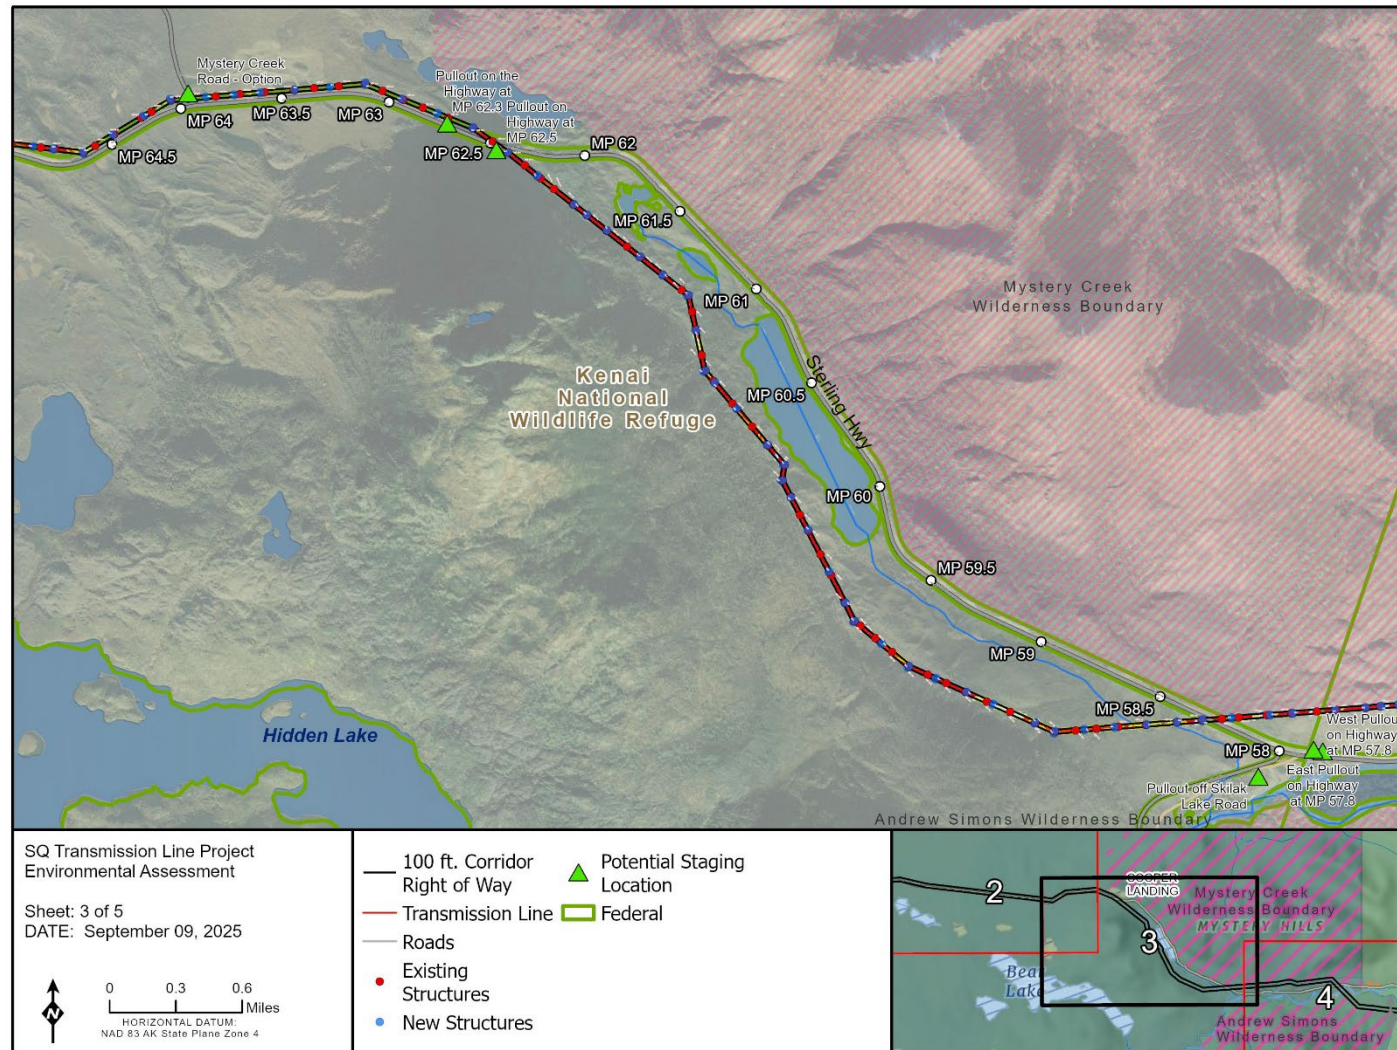 Mystery Creek
Road - Option
Pullout on the
Highway at
MP 62.3
Pullout on
Highway at
MP 62.5
MP 64
MP 63.5
MP 63
MP 64.5
MP 62.5
MP 62
MP 61.5
MP 61
Mystery Creek
Wilderness Boundary
Sterling Hwy
MP 60.5
Kenai
National
Wildlife Refuge
MP 60
MP 59.5
MP 59
MP 58.5
Hidden Lake
MP 58
West Pullou
on Highway
at MP 57.8
East Pullout
on Highway
at MP 57.8
Pullout off Skilak
Lake Road
Andrew Simons Wilderness Boundary
SQ Transmission Line Project
Environmental Assessment
Sheet: 3 of 5
DATE: September 09, 2025
N
0 0.3 0.6
Miles
HORIZONTAL DATUM:
NAD 83 AK State Plane Zone 4
100 ft. Corridor
Right of Way
Transmission Line
Roads
Existing
Structures
New Structures
Potential Staging
Location
Federal
2
COOPER
LANDING
Mystery Creek
Wilderness Boundary
MYSTERY HILLS
3
Bear
Lake
4
Andrew Simons
Wilderness Boundary